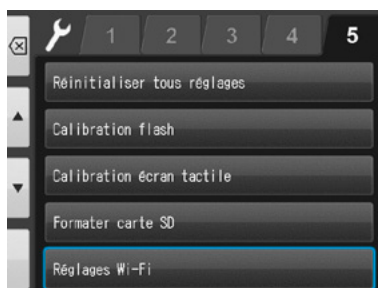 1 2 3 4 5
Réinitialiser tous réglages
Calibration flash
Calibration écran tactile
Formater carte SD
Réglages Wi-Fi